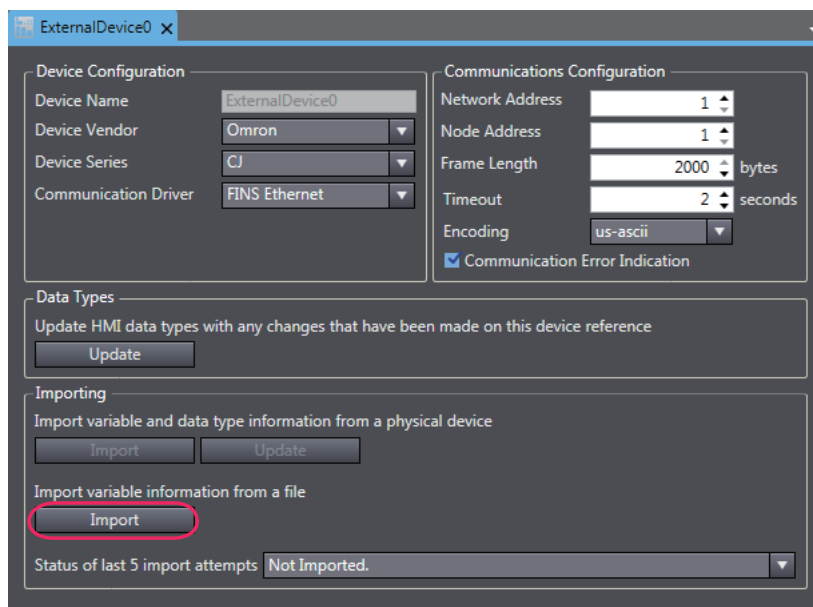 ExternalDevice0
Device Configuration
Device Name ExternalDevice0
Device Vendor Omron
Device Series CJ
Communication Driver FINS Ethernet
Communications Configuration
Network Address 1
Node Address 1
Frame Length 2000 bytes
Timeout 2 seconds
Encoding us-ascii
Communication Error Indication
Data Types
Update HMI data types with any changes that have been made on this device reference
Update
Importing
Import variable and data type information from a physical device
Import Update
Import variable information from a file
Import
Status of last 5 import attempts Not Imported.